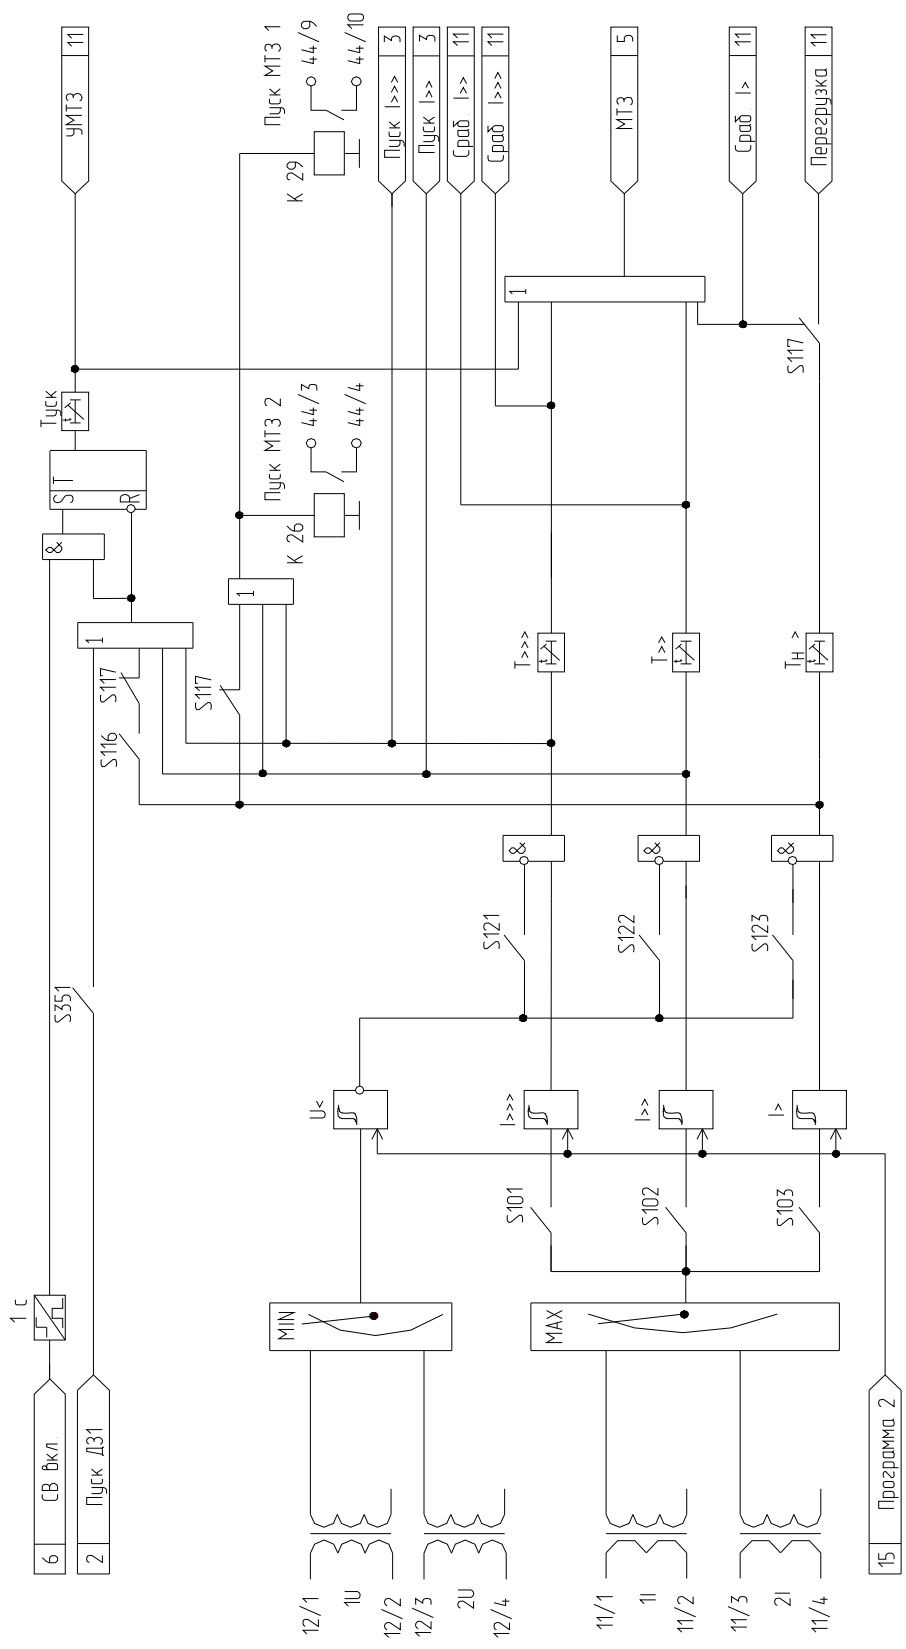 6
СВ Вкл.
1 с
&
S
T
R
Туск
УМТЗ
11
2
Пуск ДЗ1
S351
S116
S117
1
S117
1
К 26
Пуск МТЗ 2
44/3
44/4
К 29
Пуск МТЗ 1
44/9
44/10
Пуск I>>>
3
Пуск I>>
3
Сраб. I>>
11
Сраб. I>>>
11
12/1
1U
12/2
12/3
2U
12/4
MIN
U<
S101
I>>>
S121
&
T>>>
1
МТЗ
5
11/1
1I
11/2
11/3
2I
11/4
MAX
S102
I>>
S122
&
T>>
Сраб. I>
11
S103
I>
S123
&
Tн >
S117
Перегрузка
11
15
Программа 2